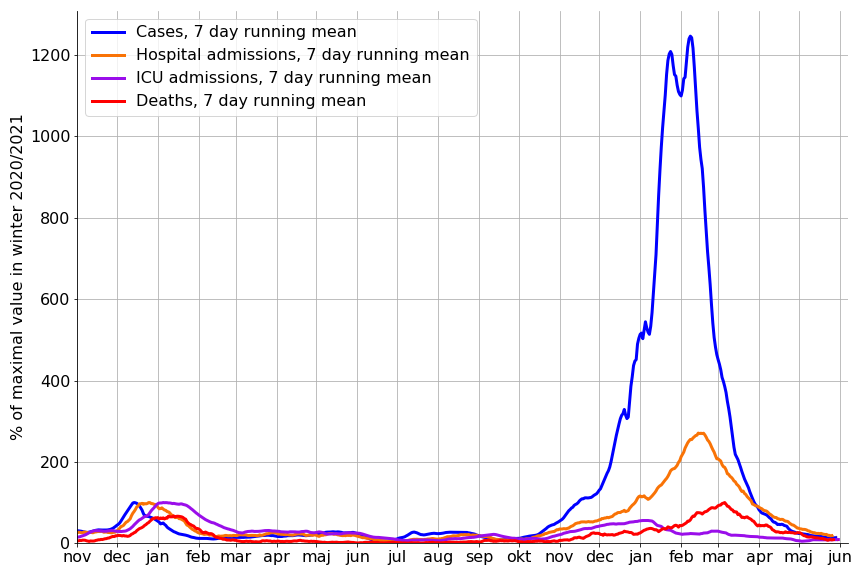 Cases, 7 day running mean
Hospital admissions, 7 day running mean
ICU admissions, 7 day running mean
Deaths, 7 day running mean
% of maximal value in winter 2020/2021
1200
1000
800
600
400
200
0
nov dec jan feb mar apr maj jun jul aug sep okt nov dec jan feb mar apr maj jun